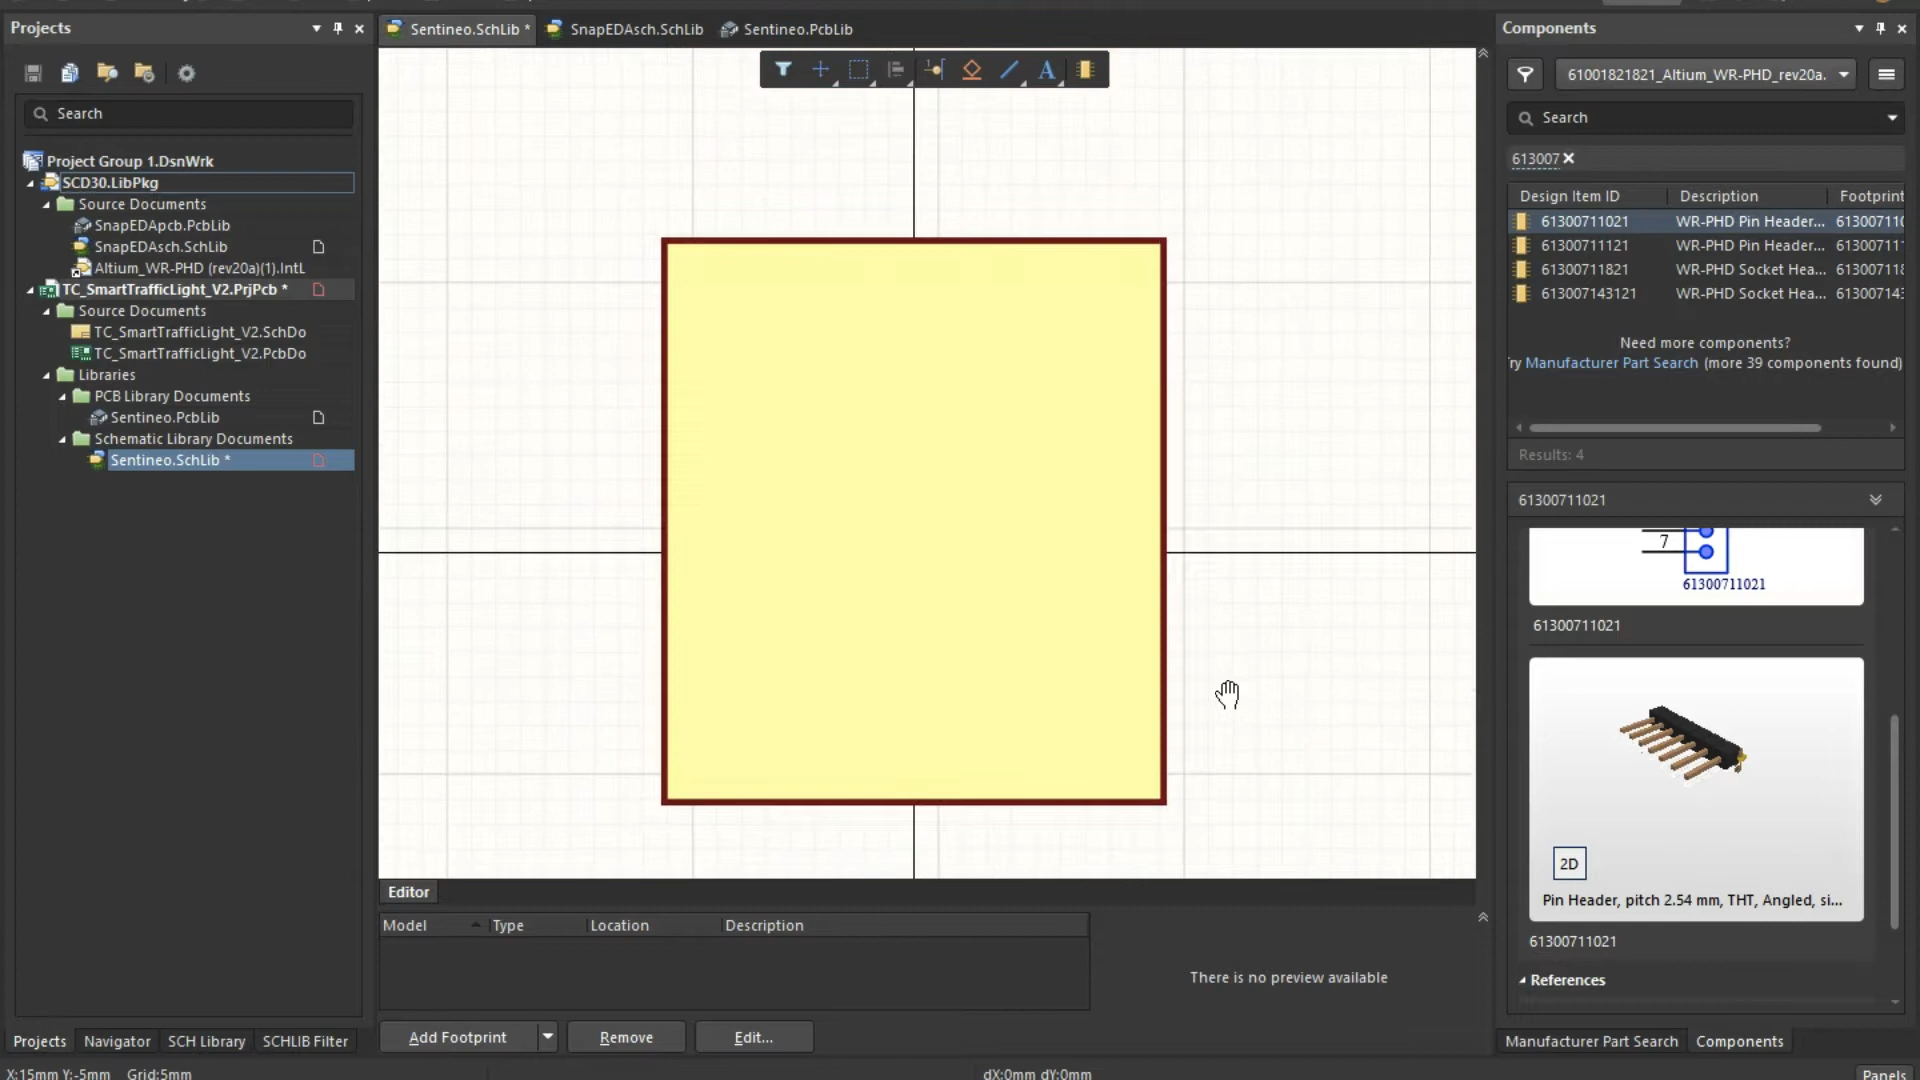 Projects
Search
Project Group 1.DsnWrk
SCD30.LibPkg
Source Documents
SnapEDApcb.PcbLib
SnapEDAsch.SchLib
Altium_WR-PHD (rev20a)(1).IntL
TC_SmartTrafficLight_V2.PrjPcb *
Source Documents
TC_SmartTrafficLight_V2.SchDo
TC_SmartTrafficLight_V2.PcbDo
Libraries
PCB Library Documents
Sentineo.PcbLib
Schematic Library Documents
Sentineo.SchLib *
Projects
Navigator
SCH Library
SCHLIB Filter
X:15mm Y:-5mm Grid:5mm
Sentineo.SchLib *
SnapEDAsch.SchLib
Sentineo.PcbLib
A
Editor
Model Type Location Description
There is no preview available
Add Footprint
Remove
Edit...
dX:0mm dY:0mm
Components
61001821821_Altium_WR-PHD_rev20a.
Search
613007
Design Item ID Description Footprint
61300711021 WR-PHD Pin Header... 613007110
61300711121 WR-PHD Pin Header... 613007111
61300711821 WR-PHD Socket Hea... 613007118
613007143121 WR-PHD Socket Hea... 613007143
Need more components?
ry Manufacturer Part Search (more 39 components found)
Results: 4
61300711021
7
61300711021
61300711021
2D
Pin Header, pitch 2.54 mm, THT, Angled, si...
61300711021
References
Manufacturer Part Search
Components
Panels